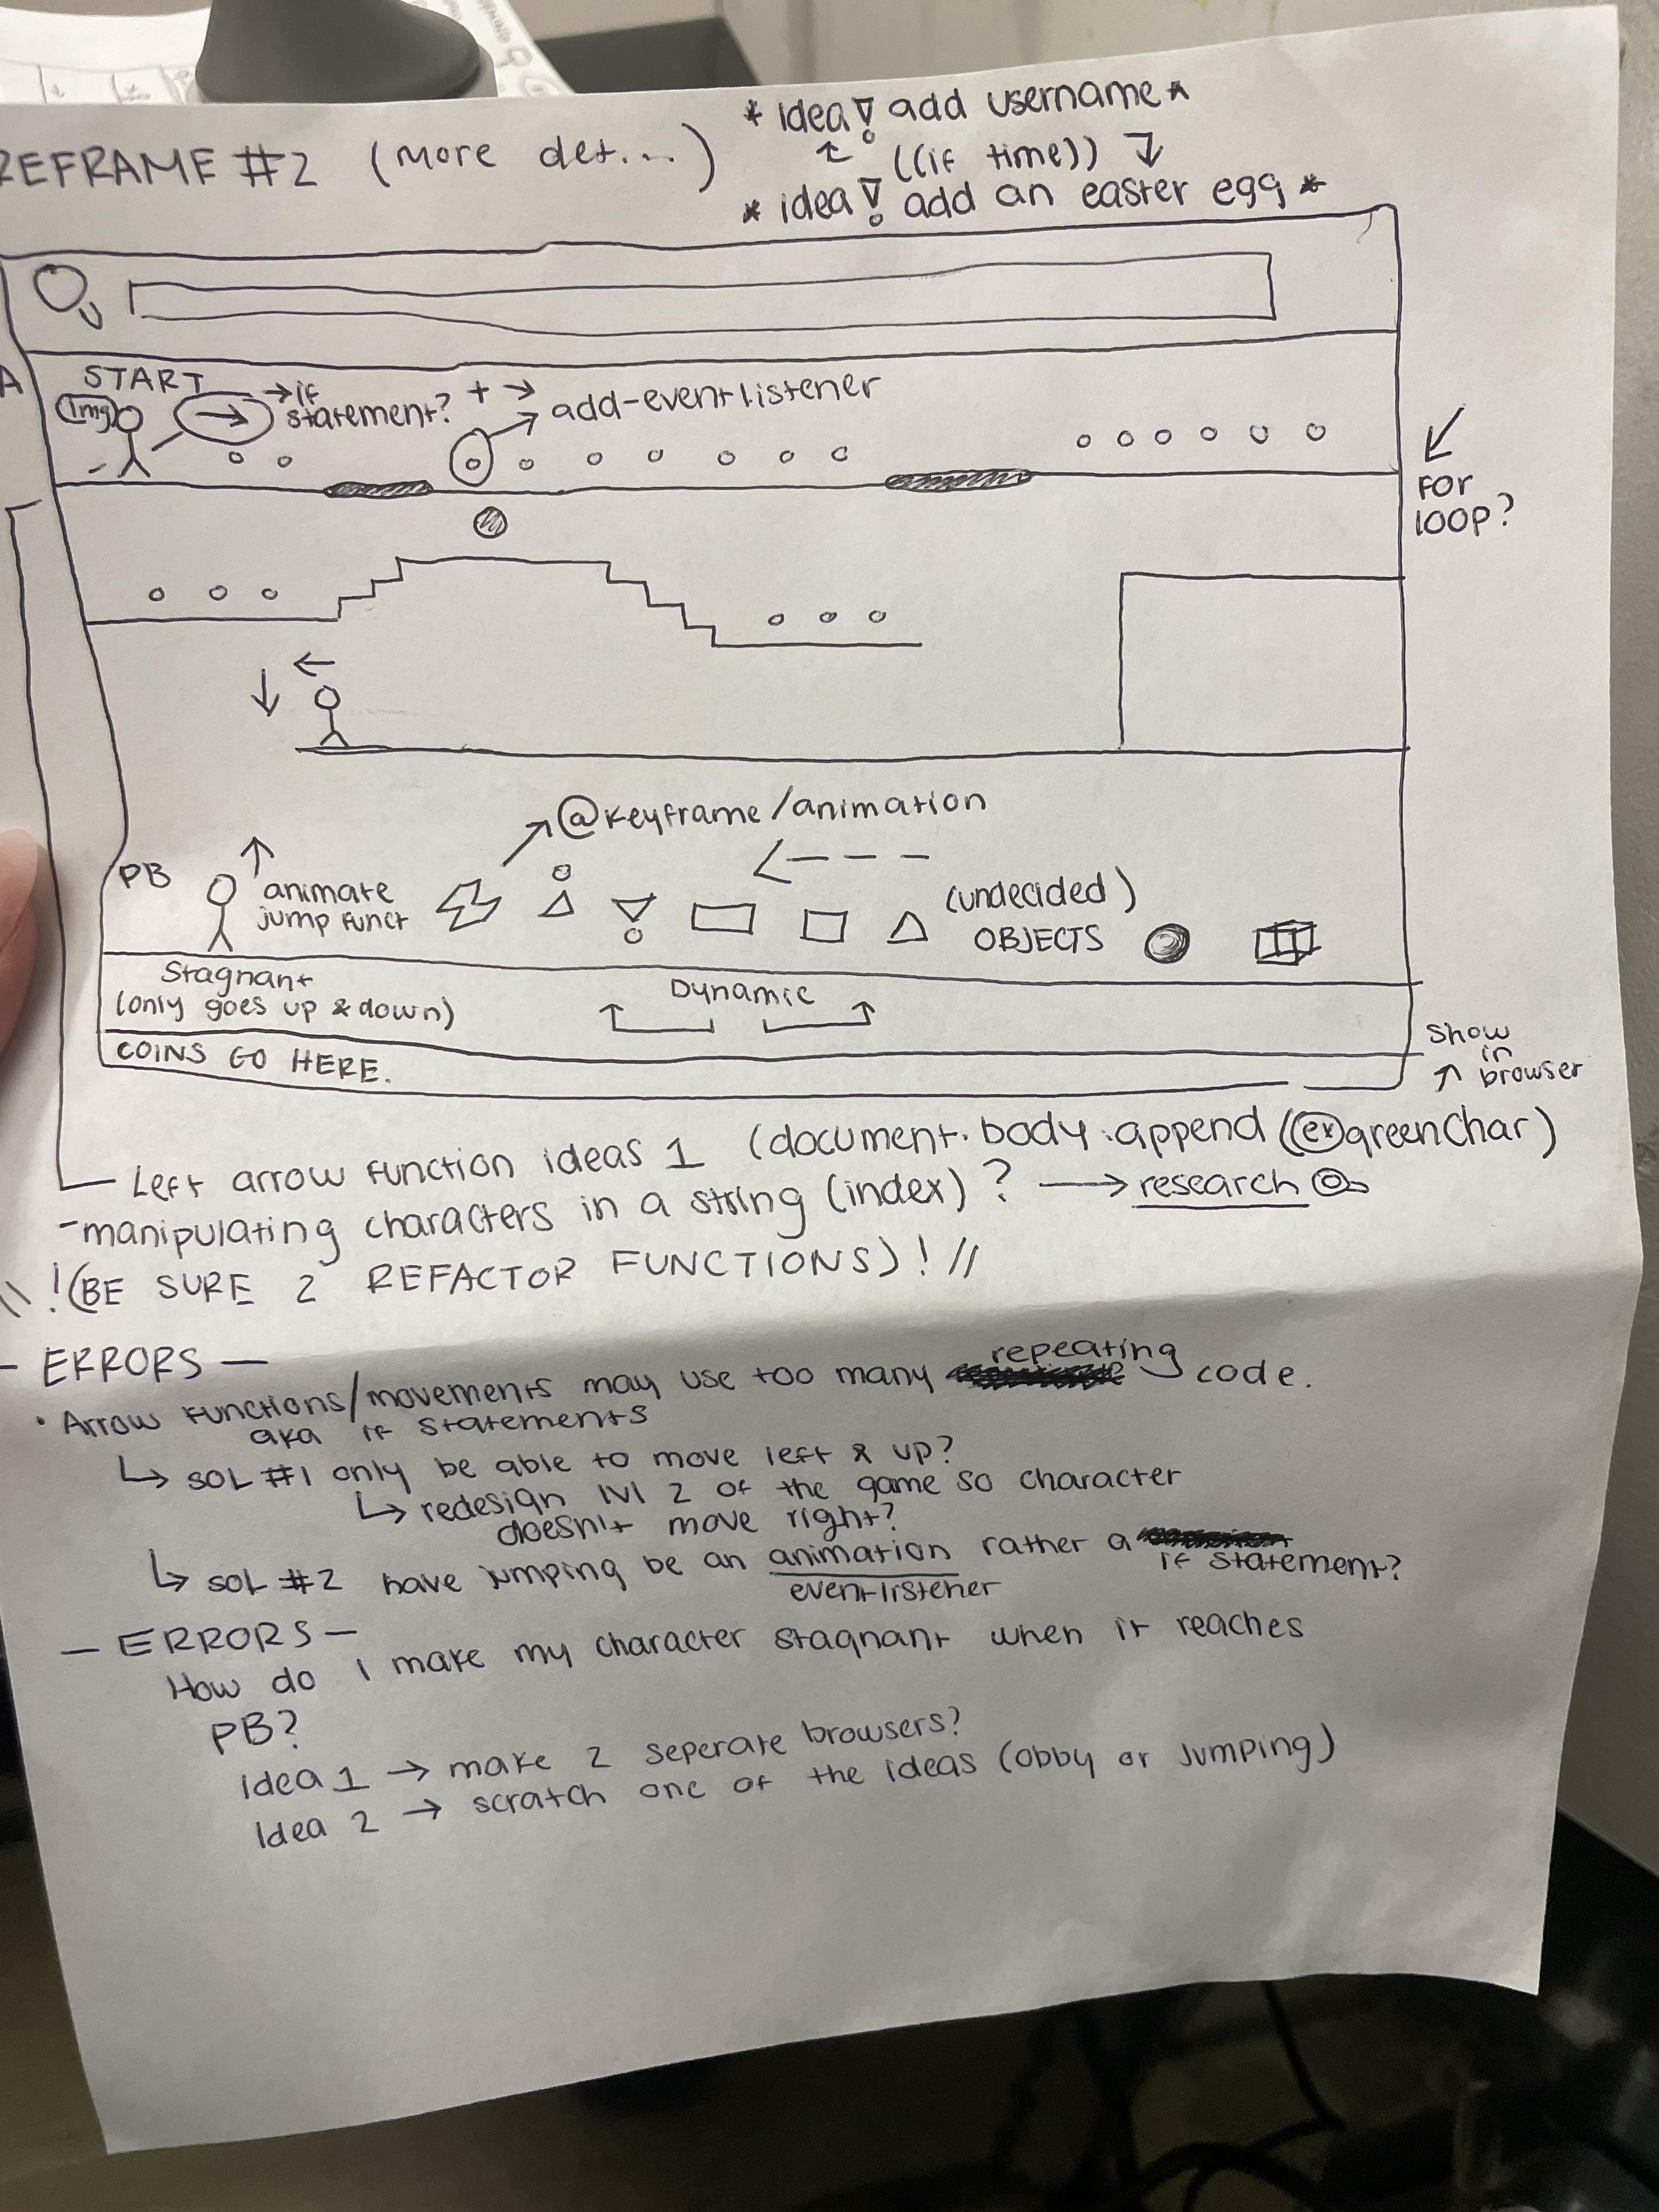 REFRAME #2 (more det...)
* idea! add username *
((if time))
* idea! add an easter egg *
A
START
Img
→ → if statement? + →
add-eventlistener
FOR
LOOP?
← 
↓
@keyframe/animation
<---
PB
↑ animate
jump funct
(undecided)
OBJECTS
Stagnant
(only goes up & down)
Dynamic
COINS GO HERE.
Show
in
browser
Left arrow function ideas 1 (document.body.append((ex)greenChar)
-manipulating characters in a string (index)? → research
\\ !(BE SURE 2 REFACTOR FUNCTIONS)! //
- ERRORS -
repeating
• Arrow functions/movements may use too many code.
aka if statements
↳ SOL #1 only be able to move left & up?
↳ redesign lvl 2 of the game so character
doesn't move right?
↳ SOL #2 have jumping be an animation rather a if statement?
eventlistener
- ERRORS -
How do I make my character stagnant when it reaches
PB?
idea 1 → make 2 seperate browsers?
Idea 2 → scratch one of the ideas (obby or jumping)